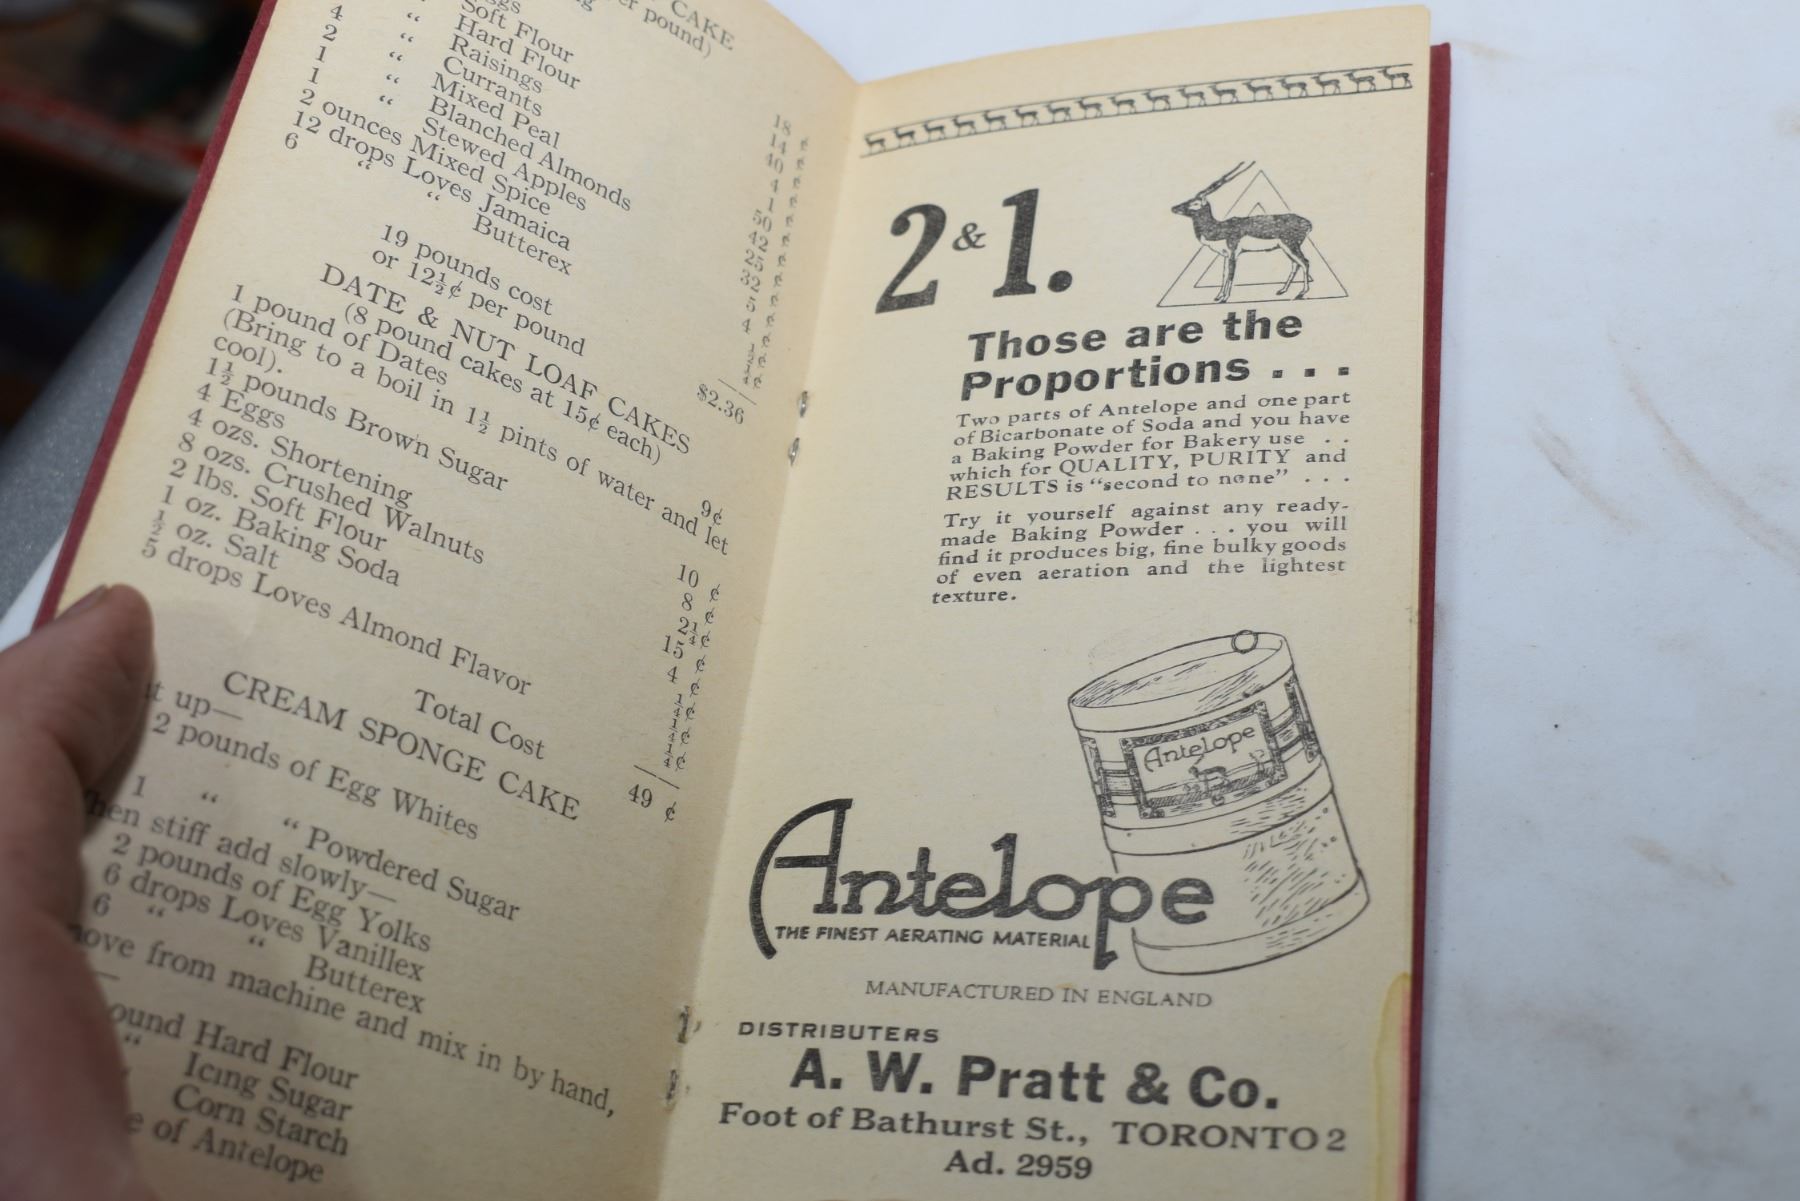 CAKE
per pound)
Soft Flour
4 “ Hard Flour
2 “ Raisings
1 “ Currants
1 “ Mixed Peal
“ Blanched Almonds
Stewed Apples
2 ounces Mixed Spice
12 drops Loves Jamaica
6 “ “ Butterex
19 pounds cost
or 12½¢ per pound
$2.36
DATE & NUT LOAF CAKES
(8 pound cakes at 15¢ each)
1 pound of Dates 9¢
(Bring to a boil in 1½ pints of water and let
cool).
1½ pounds Brown Sugar 10 ¢
4 Eggs 8 ¢
4 ozs. Shortening
8 ozs. Crushed Walnuts 15 ¢
2 lbs. Soft Flour
1 oz. Baking Soda
½ oz. Salt
5 drops Loves Almond Flavor
Total Cost 49 ¢
CREAM SPONGE CAKE
up—
2 pounds of Egg Whites
1 “ “ Powdered Sugar
then stiff add slowly—
2 pounds of Egg Yolks
6 drops Loves Vanillex
6 “ “ Butterex
from machine and mix in by hand,
Hard Flour
“ Icing Sugar
Corn Starch
of Antelope
2 & 1.
Those are the
Proportions . . .
Two parts of Antelope and one part
of Bicarbonate of Soda and you have
a Baking Powder for Bakery use . .
which for QUALITY, PURITY and
RESULTS is “second to none” . . .
Try it yourself against any ready-
made Baking Powder . . . you will
find it produces big, fine bulky goods
of even aeration and the lightest
texture.
Antelope
Antelope
THE FINEST AERATING MATERIAL
MANUFACTURED IN ENGLAND
DISTRIBUTERS
A. W. Pratt & Co.
Foot of Bathurst St., TORONTO 2
Ad. 2959